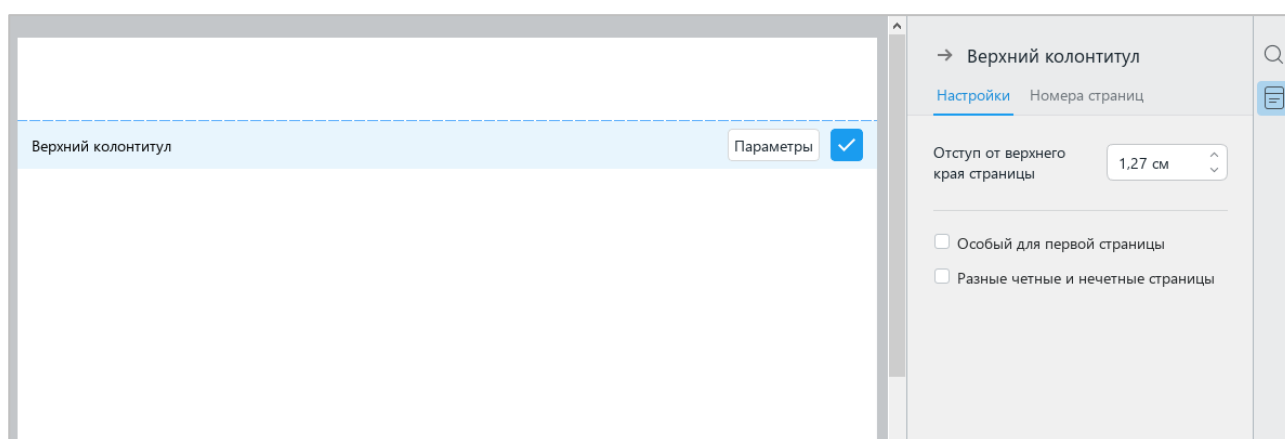 Верхний колонтитул
Параметры
Верхний колонтитул
Настройки Номера страниц
Отступ от верхнего
края страницы
1,27 см
Особый для первой страницы
Разные четные и нечетные страницы